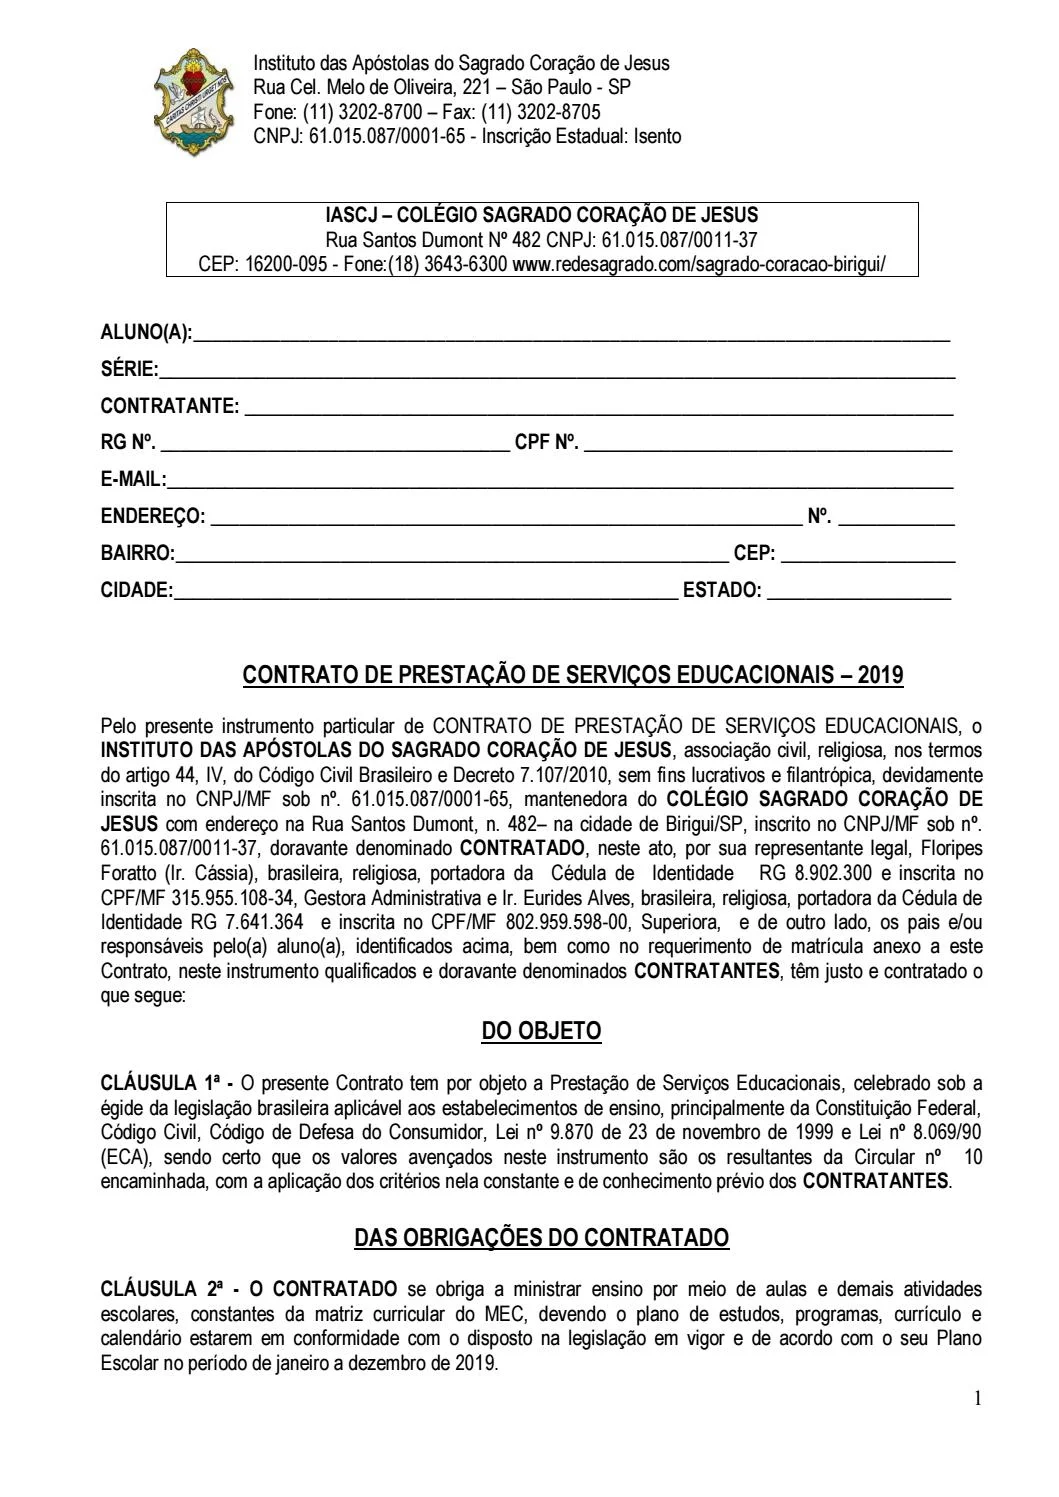 Instituto das Apóstolas do Sagrado Coração de Jesus
Rua Cel. Melo de Oliveira, 221 – São Paulo - SP
Fone: (11) 3202-8700 – Fax: (11) 3202-8705
CNPJ: 61.015.087/0001-65 - Inscrição Estadual: Isento
CARITAS CHRISTI URGET NOS
IASCJ – COLÉGIO SAGRADO CORAÇÃO DE JESUS
Rua Santos Dumont Nº 482 CNPJ: 61.015.087/0011-37
CEP: 16200-095 - Fone:(18) 3643-6300 www.redesagrado.com/sagrado-coracao-birigui/
ALUNO(A):
SÉRIE:
CONTRATANTE:
RG Nº. CPF Nº.
E-MAIL:
ENDEREÇO: Nº.
BAIRRO: CEP:
CIDADE: ESTADO:
CONTRATO DE PRESTAÇÃO DE SERVIÇOS EDUCACIONAIS – 2019
Pelo presente instrumento particular de CONTRATO DE PRESTAÇÃO DE SERVIÇOS EDUCACIONAIS, o
INSTITUTO DAS APÓSTOLAS DO SAGRADO CORAÇÃO DE JESUS, associação civil, religiosa, nos termos
do artigo 44, IV, do Código Civil Brasileiro e Decreto 7.107/2010, sem fins lucrativos e filantrópica, devidamente
inscrita no CNPJ/MF sob nº. 61.015.087/0001-65, mantenedora do COLÉGIO SAGRADO CORAÇÃO DE
JESUS com endereço na Rua Santos Dumont, n. 482– na cidade de Birigui/SP, inscrito no CNPJ/MF sob nº.
61.015.087/0011-37, doravante denominado CONTRATADO, neste ato, por sua representante legal, Floripes
Foratto (Ir. Cássia), brasileira, religiosa, portadora da Cédula de Identidade RG 8.902.300 e inscrita no
CPF/MF 315.955.108-34, Gestora Administrativa e Ir. Eurides Alves, brasileira, religiosa, portadora da Cédula de
Identidade RG 7.641.364 e inscrita no CPF/MF 802.959.598-00, Superiora, e de outro lado, os pais e/ou
responsáveis pelo(a) aluno(a), identificados acima, bem como no requerimento de matrícula anexo a este
Contrato, neste instrumento qualificados e doravante denominados CONTRATANTES, têm justo e contratado o
que segue:
DO OBJETO
CLÁUSULA 1ª - O presente Contrato tem por objeto a Prestação de Serviços Educacionais, celebrado sob a
égide da legislação brasileira aplicável aos estabelecimentos de ensino, principalmente da Constituição Federal,
Código Civil, Código de Defesa do Consumidor, Lei nº 9.870 de 23 de novembro de 1999 e Lei nº 8.069/90
(ECA), sendo certo que os valores avençados neste instrumento são os resultantes da Circular nº 10
encaminhada, com a aplicação dos critérios nela constante e de conhecimento prévio dos CONTRATANTES.
DAS OBRIGAÇÕES DO CONTRATADO
CLÁUSULA 2ª - O CONTRATADO se obriga a ministrar ensino por meio de aulas e demais atividades
escolares, constantes da matriz curricular do MEC, devendo o plano de estudos, programas, currículo e
calendário estarem em conformidade com o disposto na legislação em vigor e de acordo com o seu Plano
Escolar no período de janeiro a dezembro de 2019.
1